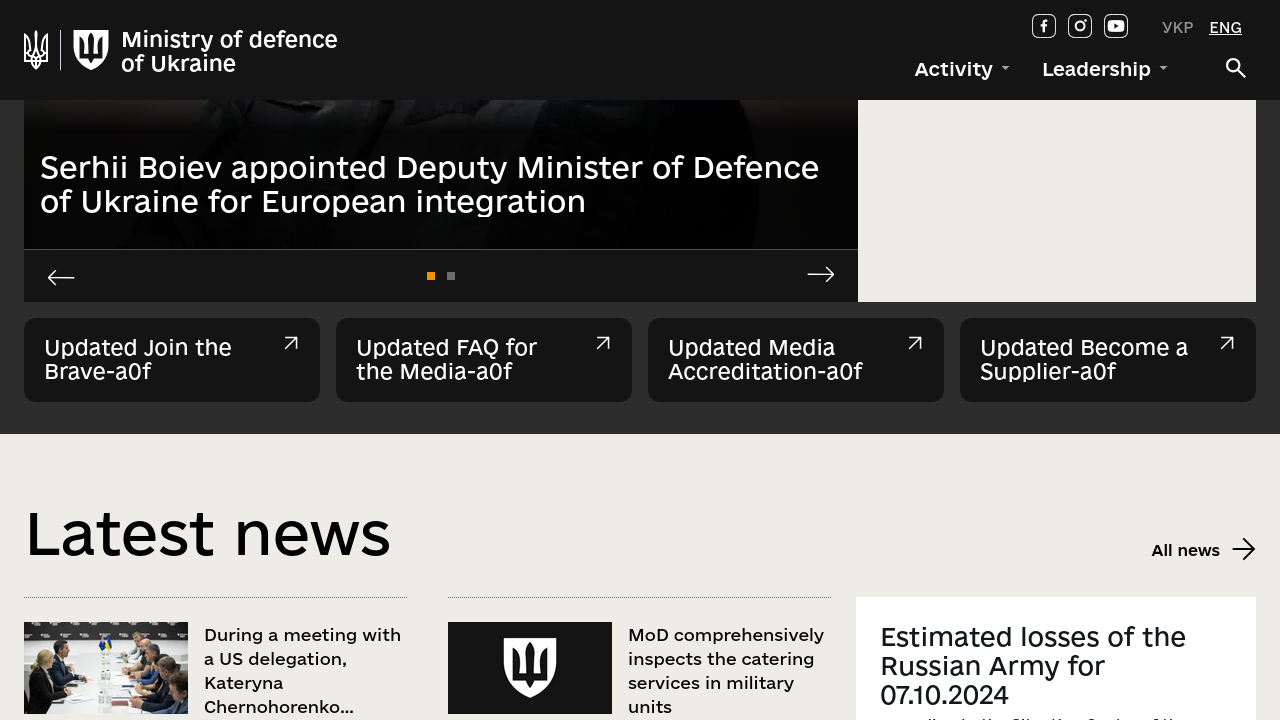 Ministry of defence
of Ukraine
УКР
ENG
Activity
Leadership
Serhii Boiev appointed Deputy Minister of Defence
of Ukraine for European integration
Updated Join the
Brave-a0f
Updated FAQ for
the Media-a0f
Updated Media
Accreditation-a0f
Updated Become a
Supplier-a0f
Latest news
All news
During a meeting with
a US delegation,
Kateryna
Chernohorenko...
MoD comprehensively
inspects the catering
services in military
units
Estimated losses of the
Russian Army for
07.10.2024